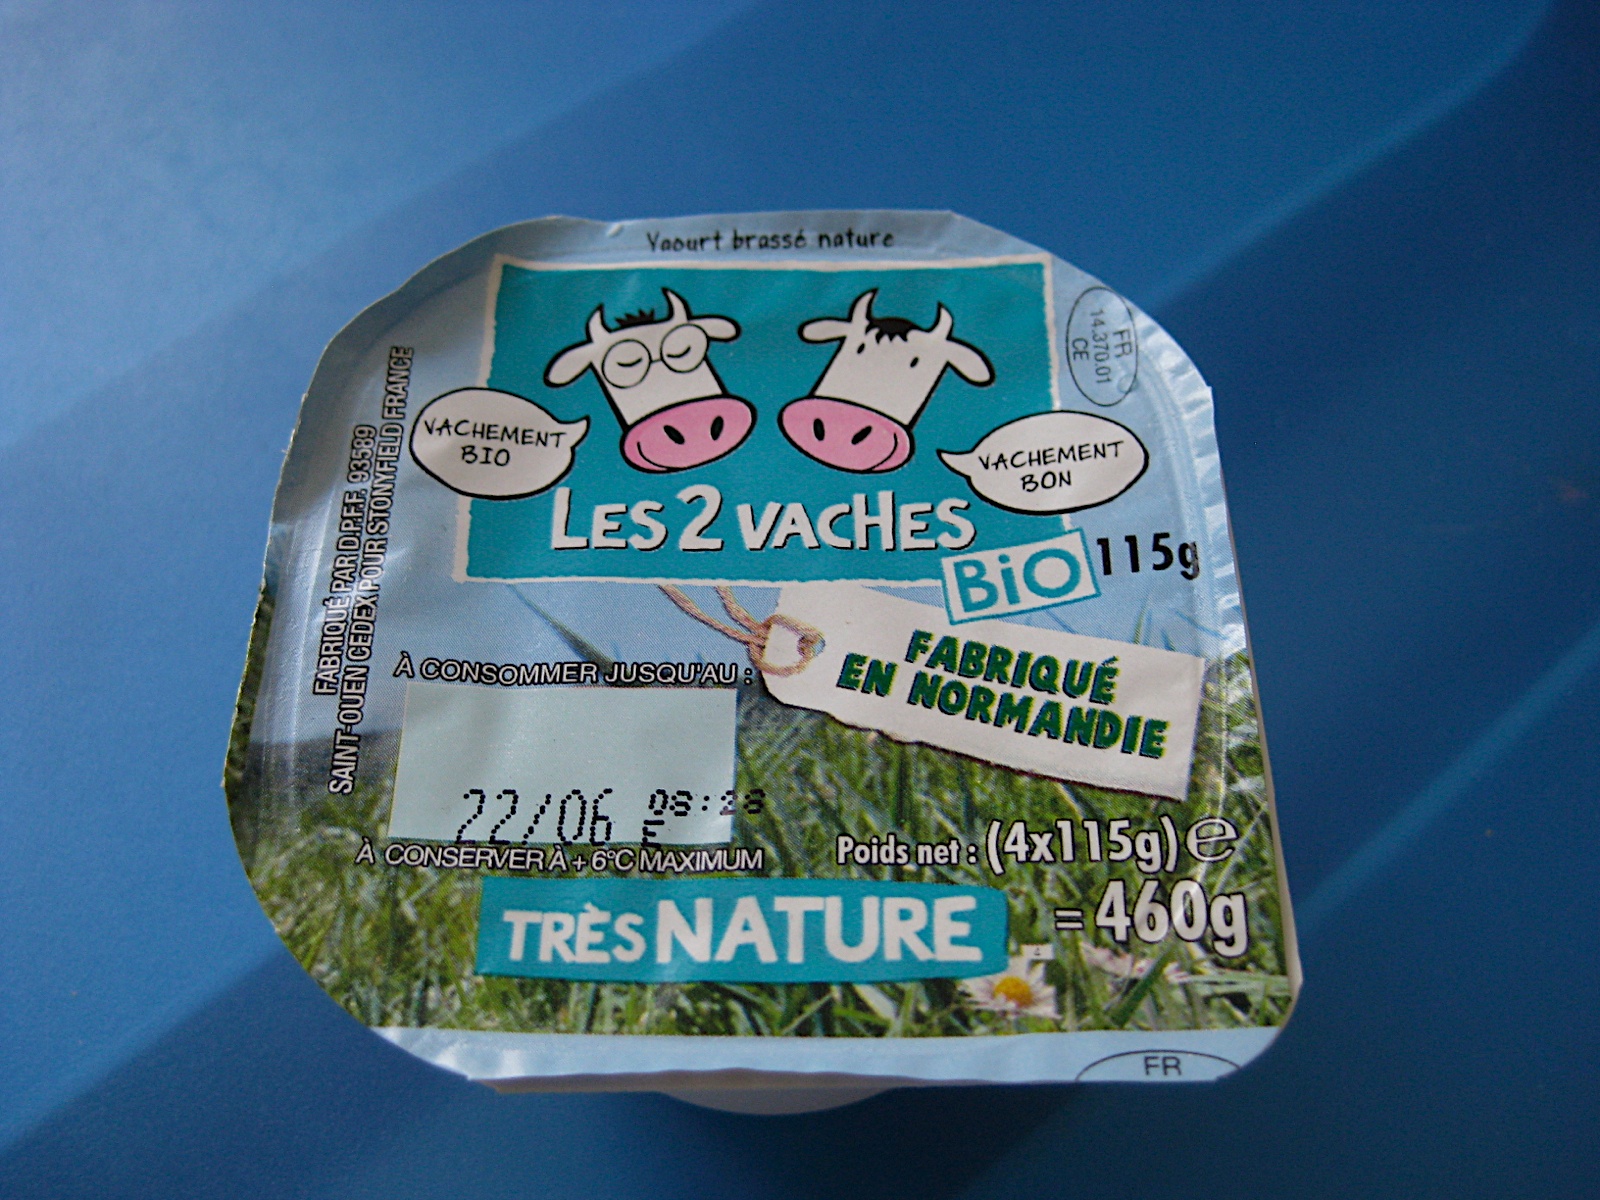 Yaourt brassé nature
FR
14.370.01
CE
VACHEMENT
BIO
VACHEMENT
BON
LES 2 VACHES
BiO
115g
FABRIQUÉ PAR D.P.F.F. 93589
SAINT-OUEN CEDEX POUR STONYFIELD FRANCE
FABRIQUÉ
EN NORMANDIE
À CONSOMMER JUSQU'AU :
22/06 08:28
E
À CONSERVER À + 6°C MAXIMUM
Poids net : (4x115g) e
= 460g
TRÈS NATURE
FR